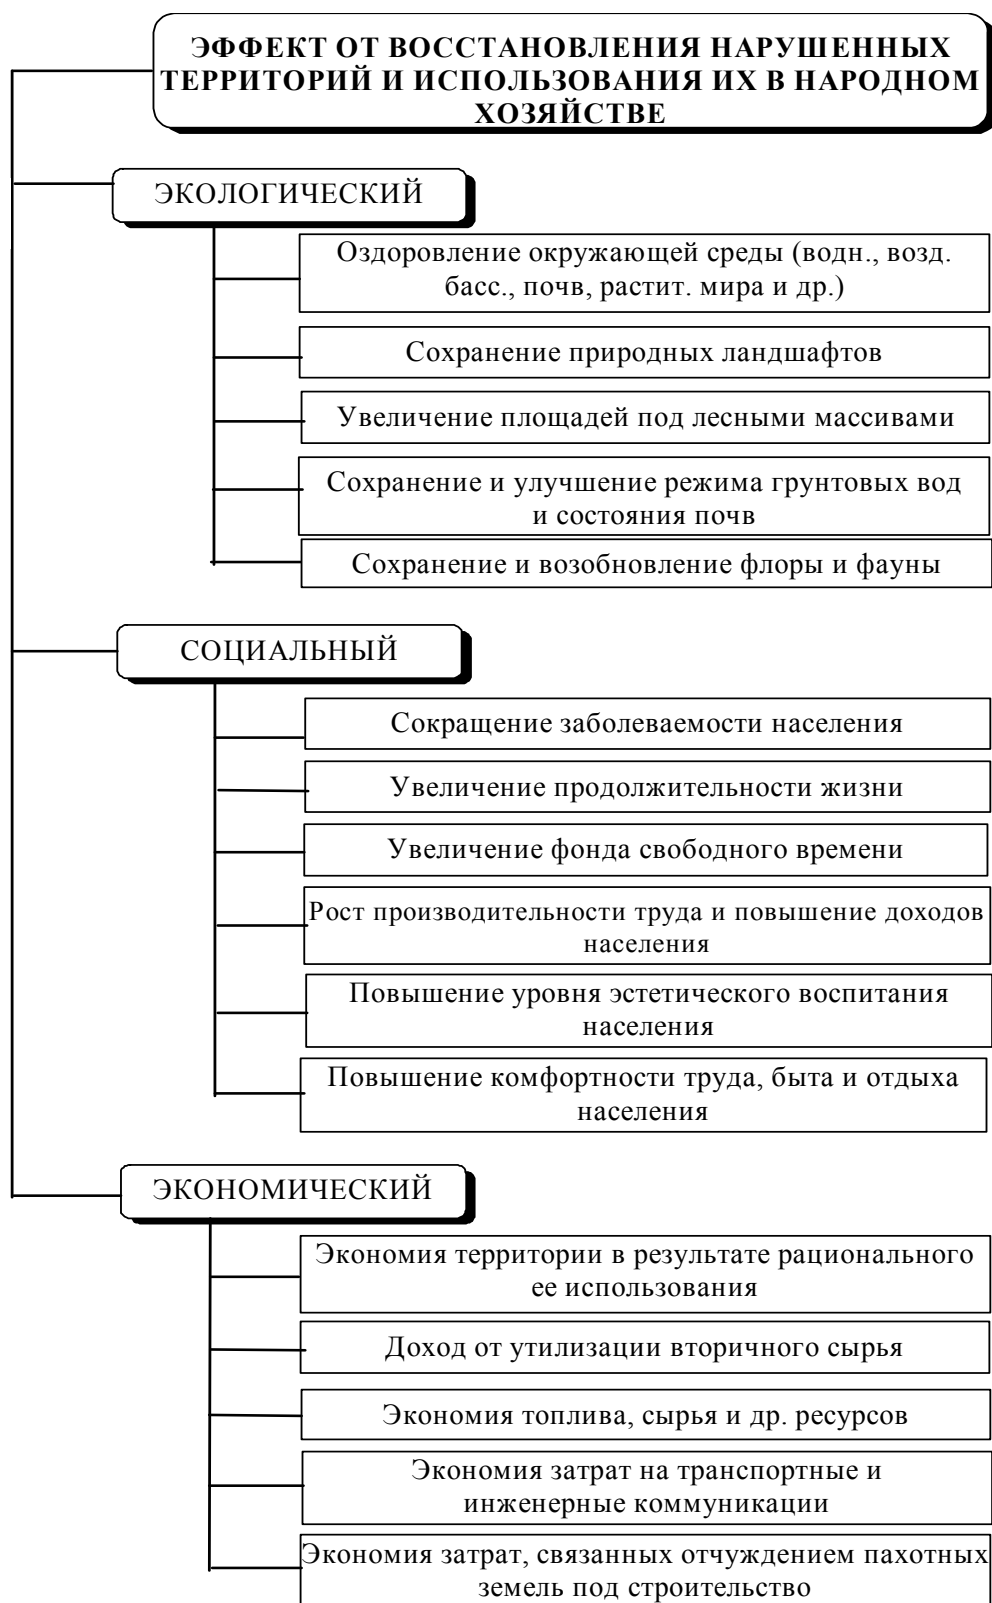 ЭФФЕКТ ОТ ВОССТАНОВЛЕНИЯ НАРУШЕННЫХ
ТЕРРИТОРИЙ И ИСПОЛЬЗОВАНИЯ ИХ В НАРОДНОМ
ХОЗЯЙСТВЕ
ЭКОЛОГИЧЕСКИЙ
Оздоровление окружающей среды (водн., возд.
басс., почв, растит. мира и др.)
Сохранение природных ландшафтов
Увеличение площадей под лесными массивами
Сохранение и улучшение режима грунтовых вод
и состояния почв
Сохранение и возобновление флоры и фауны
СОЦИАЛЬНЫЙ
Сокращение заболеваемости населения
Увеличение продолжительности жизни
Увеличение фонда свободного времени
Рост производительности труда и повышение доходов
населения
Повышение уровня эстетического воспитания
населения
Повышение комфортности труда, быта и отдыха
населения
ЭКОНОМИЧЕСКИЙ
Экономия территории в результате рационального
ее использования
Доход от утилизации вторичного сырья
Экономия топлива, сырья и др. ресурсов
Экономия затрат на транспортные и
инженерные коммуникации
Экономия затрат, связанных отчуждением пахотных
земель под строительство